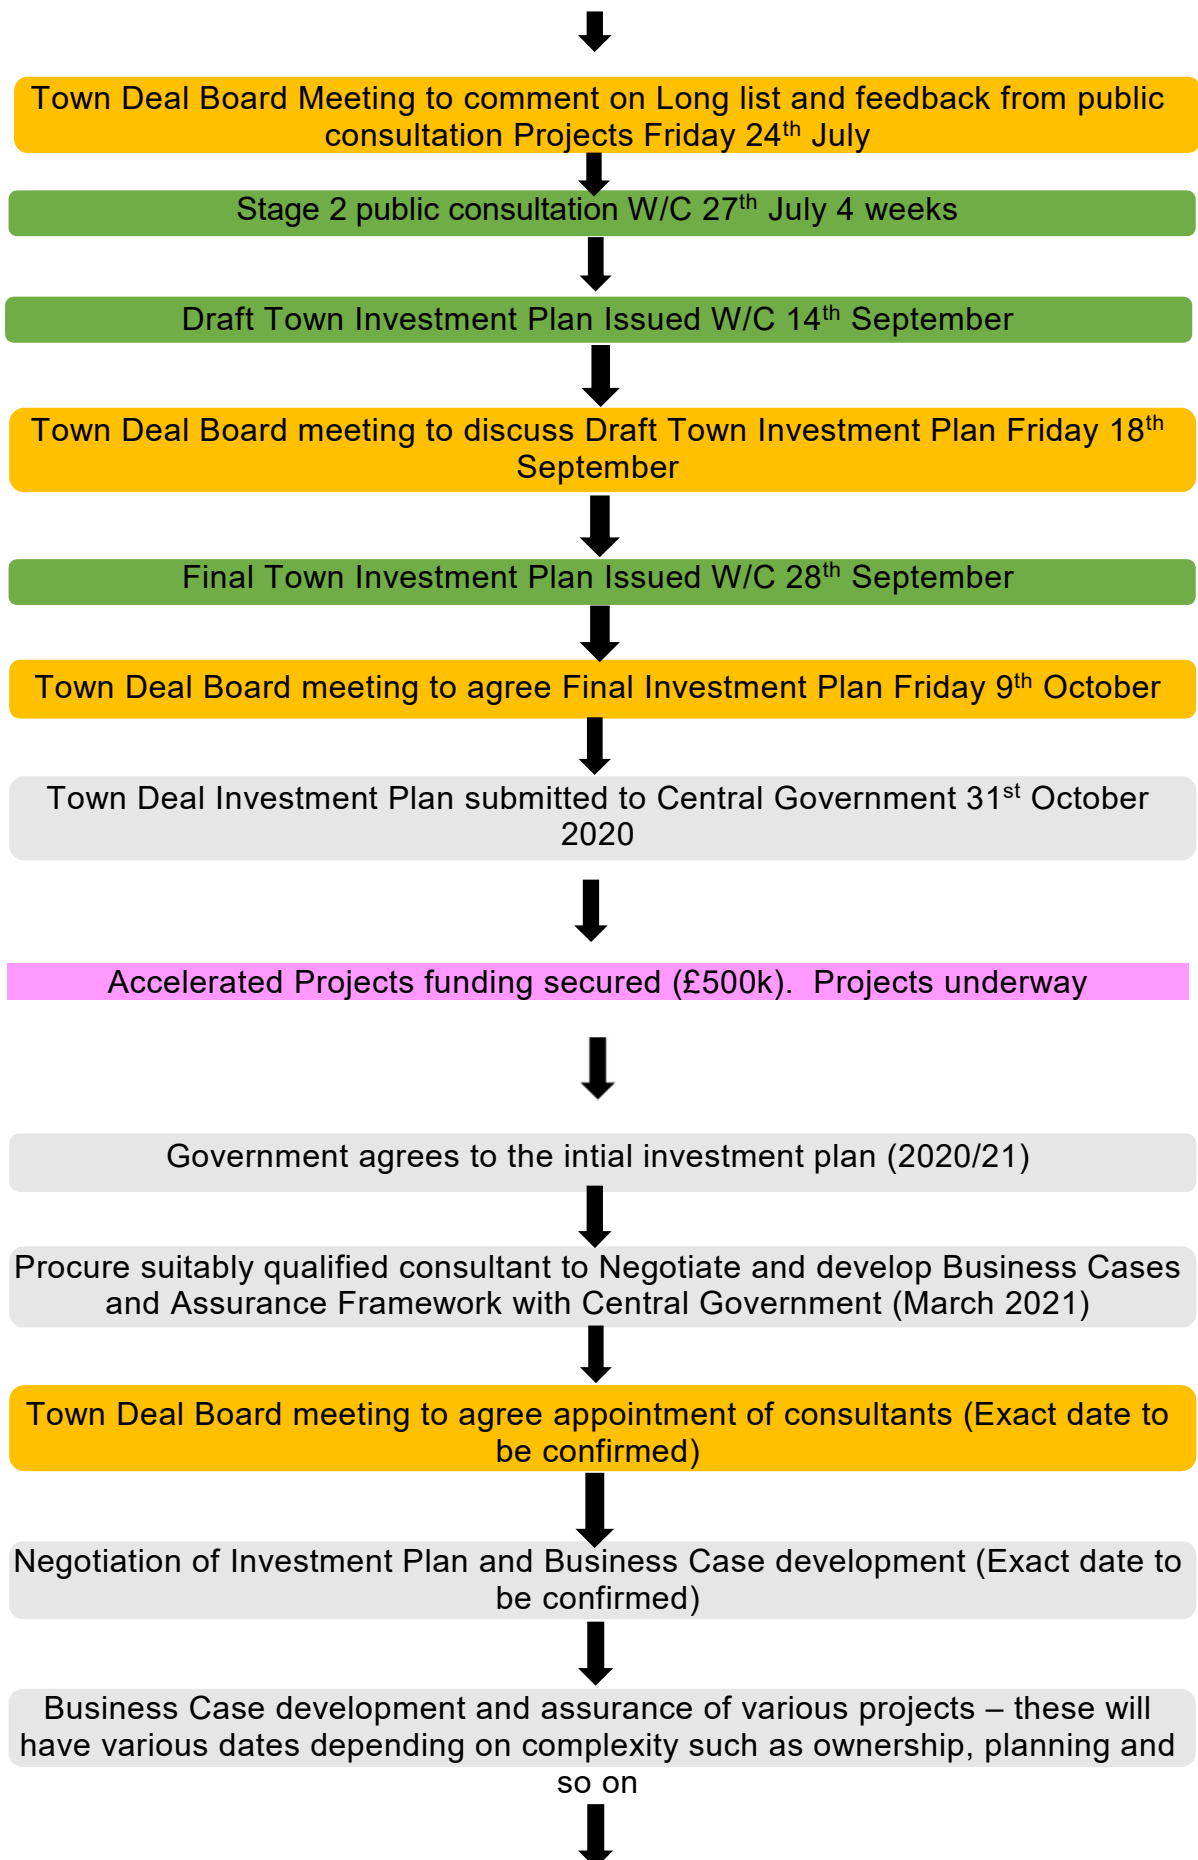 Town Deal Board Meeting to comment on Long list and feedback from public
consultation Projects Friday 24th July
Stage 2 public consultation W/C 27th July 4 weeks
Draft Town Investment Plan Issued W/C 14th September
Town Deal Board meeting to discuss Draft Town Investment Plan Friday 18th
September
Final Town Investment Plan Issued W/C 28th September
Town Deal Board meeting to agree Final Investment Plan Friday 9th October
Town Deal Investment Plan submitted to Central Government 31st October
2020
Accelerated Projects funding secured (£500k).  Projects underway
Government agrees to the intial investment plan (2020/21)
Procure suitably qualified consultant to Negotiate and develop Business Cases
and Assurance Framework with Central Government (March 2021)
Town Deal Board meeting to agree appointment of consultants (Exact date to
be confirmed)
Negotiation of Investment Plan and Business Case development (Exact date to
be confirmed)
Business Case development and assurance of various projects – these will
have various dates depending on complexity such as ownership, planning and
so on